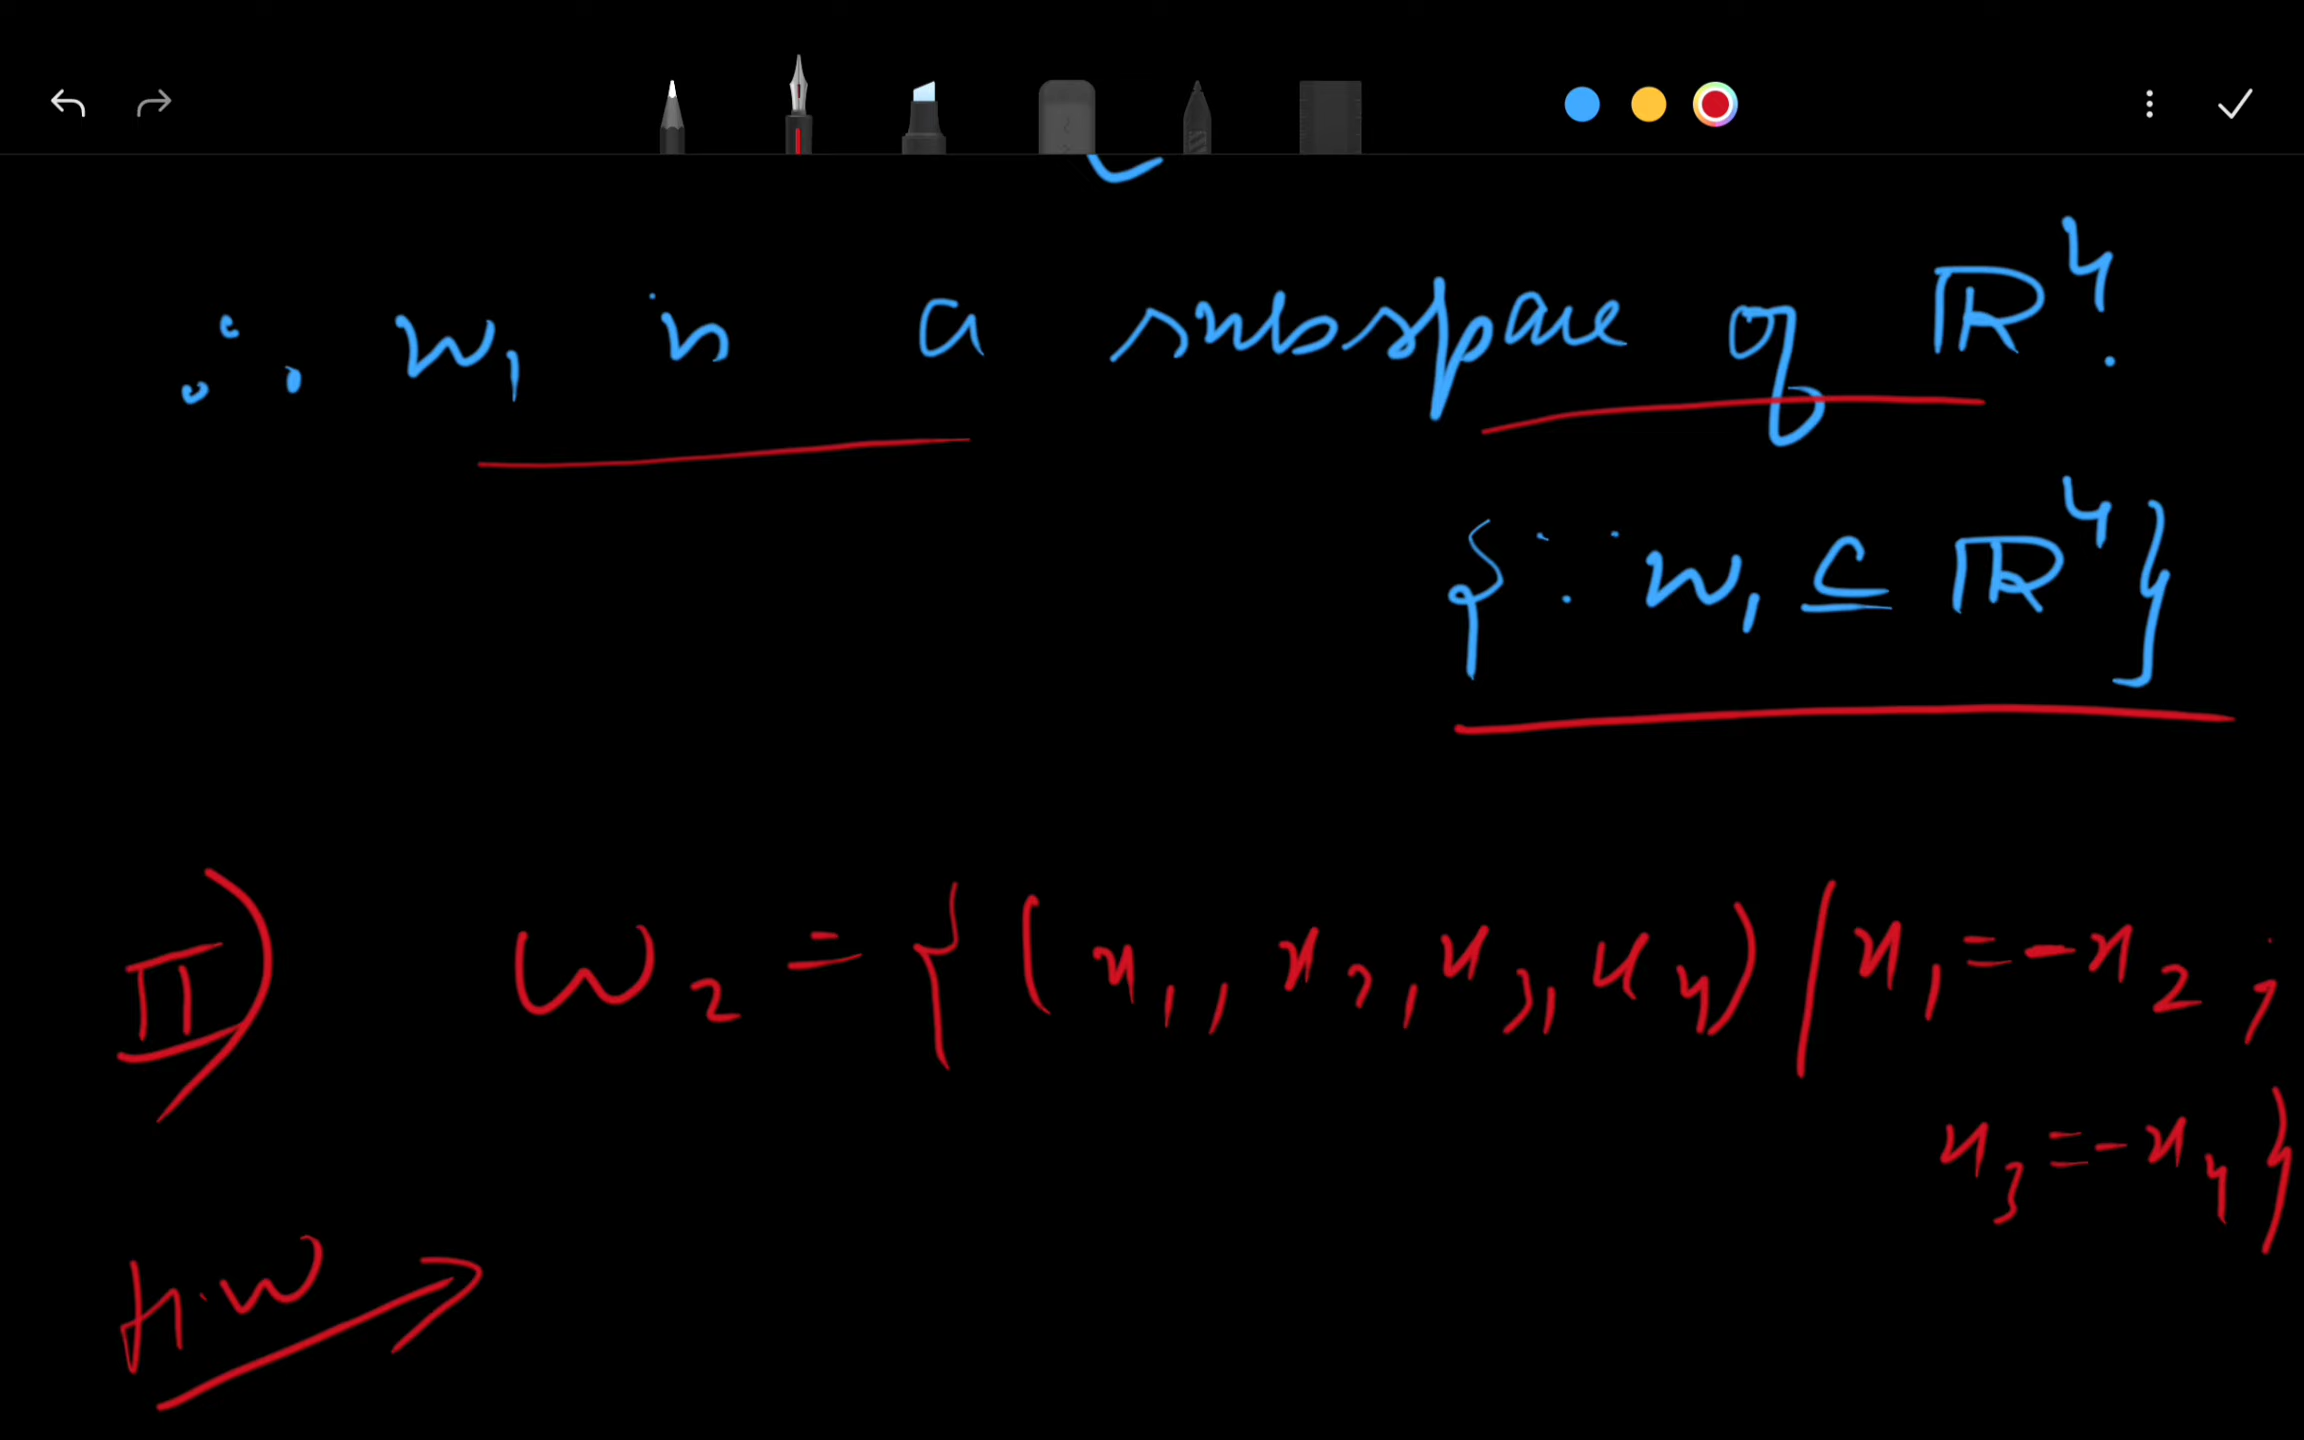 ∴ W₁ is a subspace of ℝ⁴.
{∵ W₁ ⊆ ℝ⁴}
II) W₂ = {(x₁, x₂, x₃, x₄) / x₁ = -x₂ ;
x₃ = -x₄}
H.W →